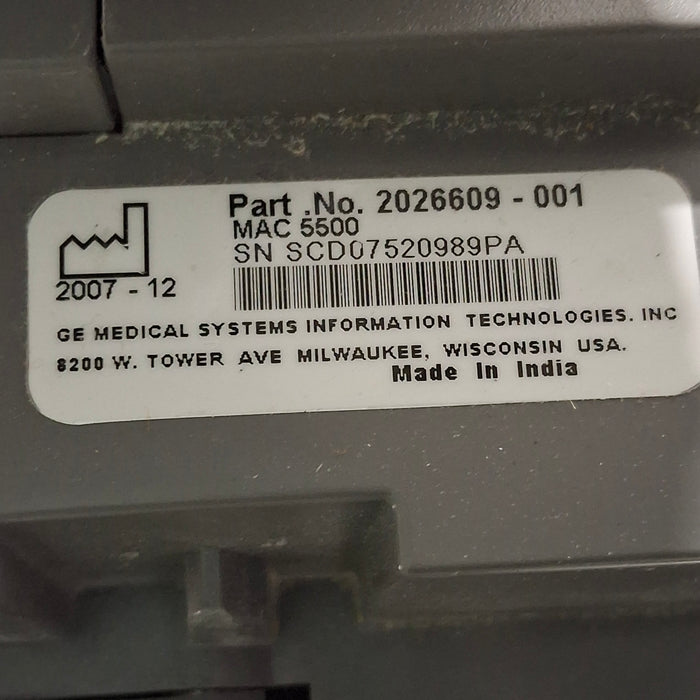 Part .No. 2026609 - 001
MAC 5500
SN SCD07520989PA
2007 - 12
GE MEDICAL SYSTEMS INFORMATION TECHNOLOGIES. INC
8200 W. TOWER AVE MILWAUKEE, WISCONSIN USA.
Made In India